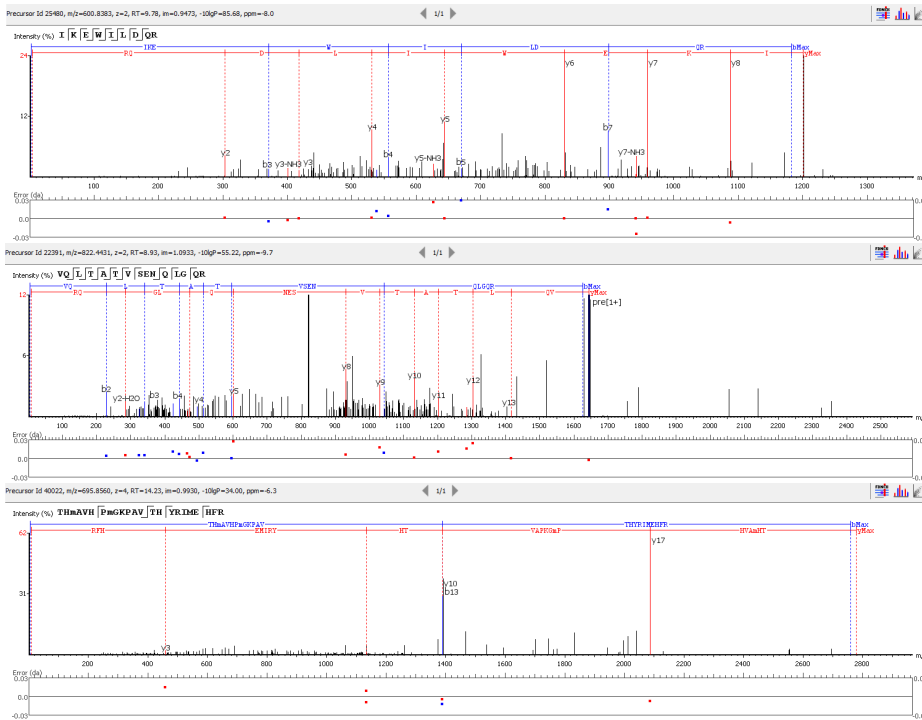 Precursor Id 25480, m/z=600.8383, z=2, RT=9.78, im=0.9473, -10lgP=85.68, ppm=-8.0
1/1
Intensity (%) I K E W I L D QR
IKE W I LD QR bMax
RQ D L I W E K I yMax
24
12
y2 b3 y3-NH3 y3 y4 b4 y5-NH3 y5 b5 y6 b7 y7-NH3 y7 y8
100 200 300 400 500 600 700 800 900 1000 1100 1200 1300
Error (da)
0.03
0.0
-0.03
Precursor Id 22391, m/z=822.4431, z=2, RT=8.93, im=1.0933, -10lgP=55.22, ppm=-9.7
1/1
Intensity (%) VQ L T A T V SEN Q LG QR
VQ L T A T VSEN QLGQR bMax
RQ GL Q NES V T A T L QV yMax
12
6
b2 y2-H2O b3 b4 y4 y5 y8 y9 y10 y11 y12 y13 pre[1+]
100 200 300 400 500 600 700 800 900 1000 1100 1200 1300 1400 1500 1600 1700 1800 1900 2000 2100 2200 2300 2400 2500
Error (da)
0.03
0.0
-0.03
Precursor Id 40022, m/z=695.8560, z=4, RT=14.23, im=0.9930, -10lgP=34.00, ppm=-6.3
1/1
Intensity (%) THmAVH PmGKPAV TH YRIME HFR
THmAVHPmGKPAV THYRIMEHFR bMax
RFH EMIRY HT VAPKGmP HVAmHT yMax
62
31
y3 y10 b13 y17
200 400 600 800 1000 1200 1400 1600 1800 2000 2200 2400 2600 2800
Error (da)
0.03
0.0
-0.03